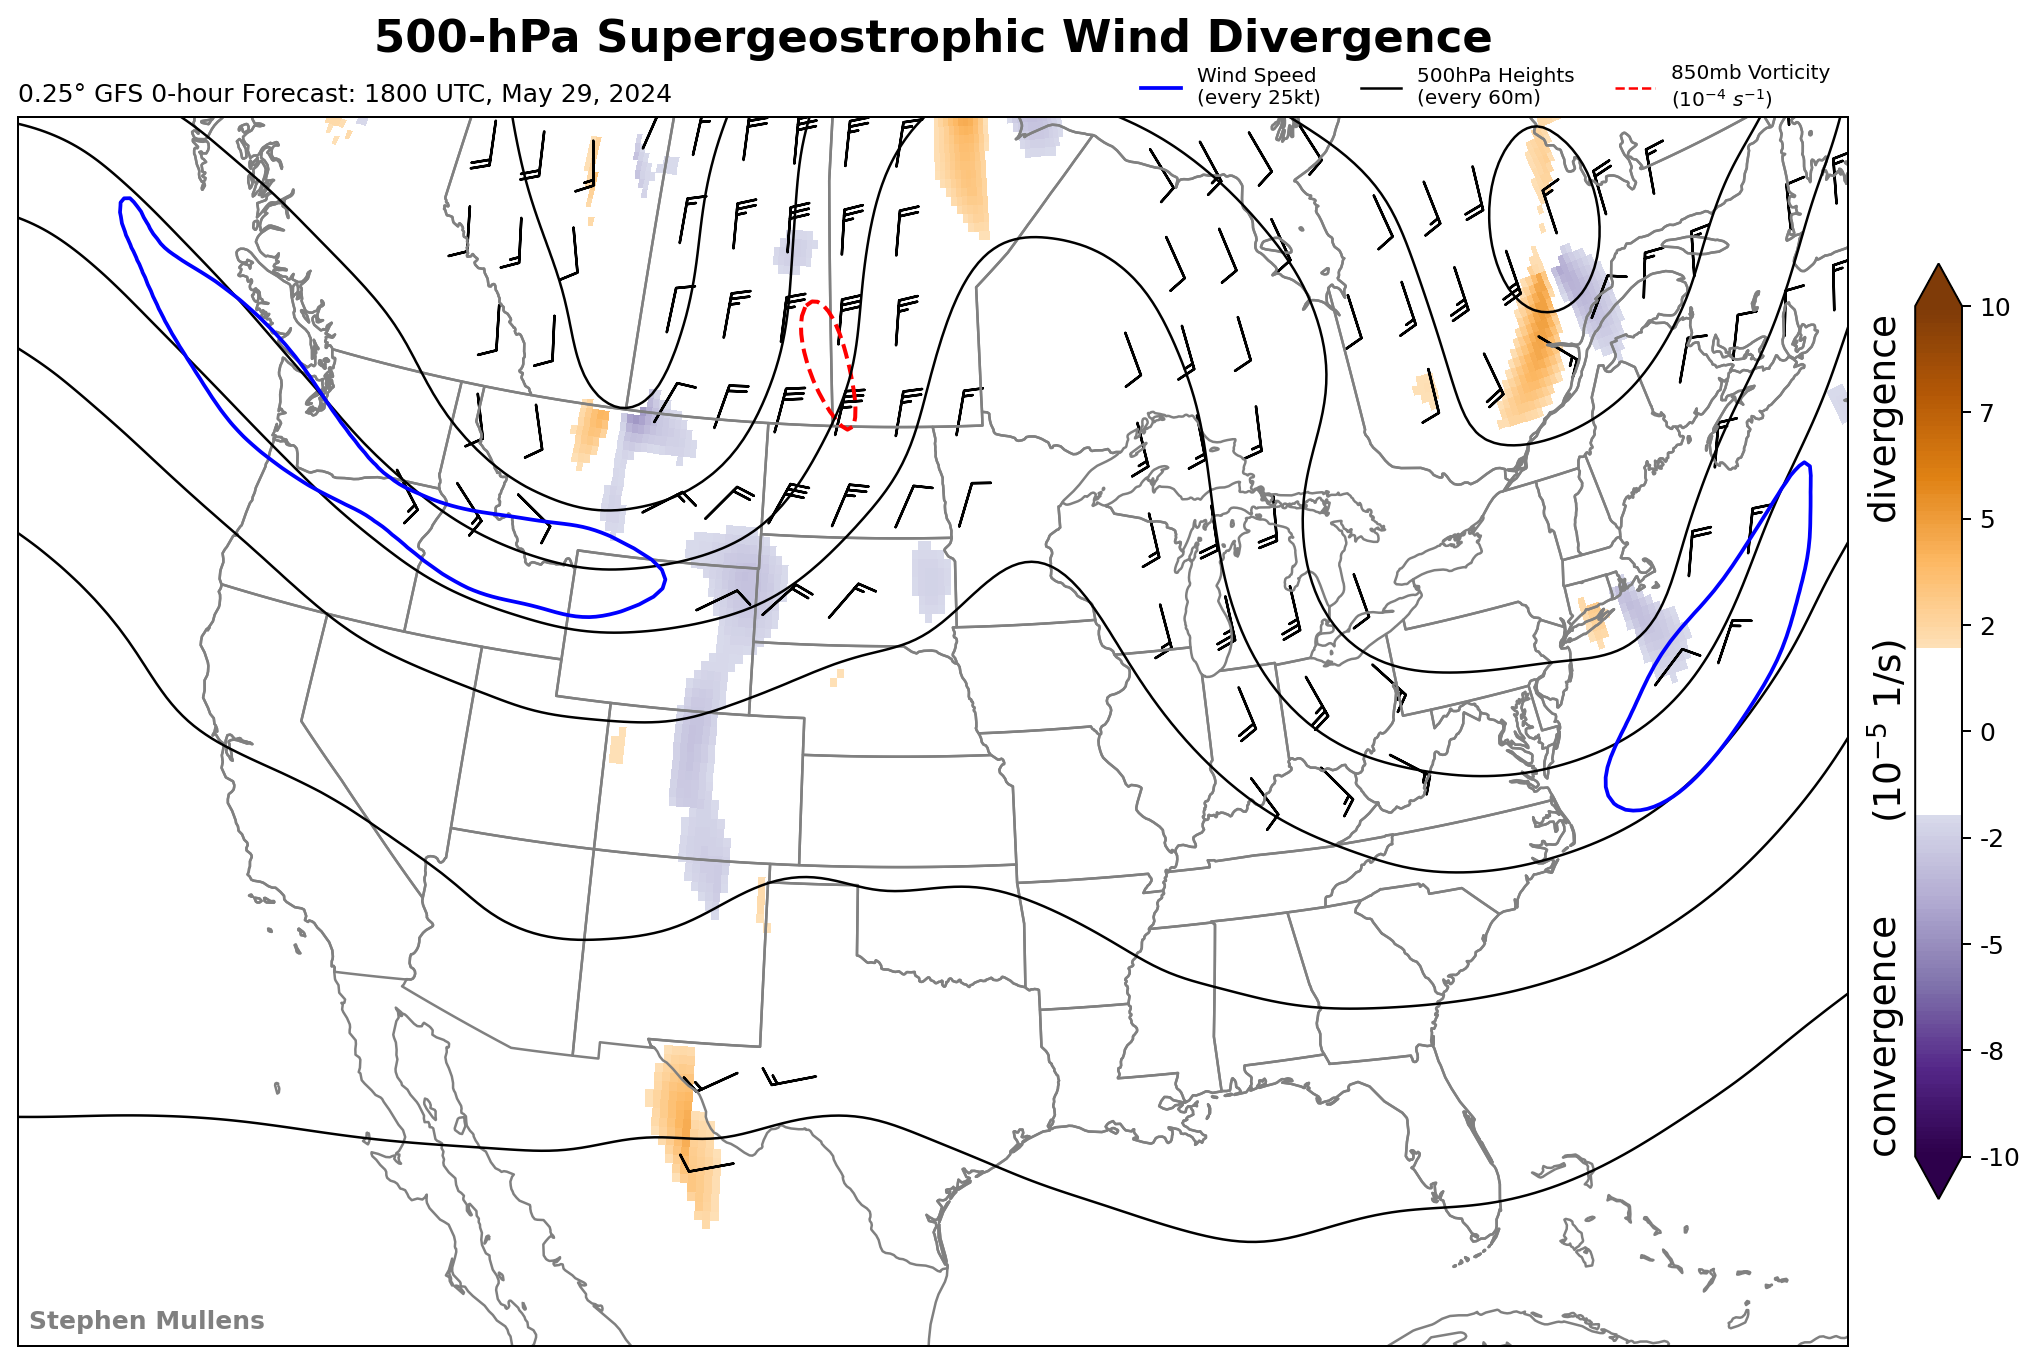 500-hPa Supergeostrophic Wind Divergence
0.25° GFS 0-hour Forecast: 1800 UTC, May 29, 2024
Wind Speed
(every 25kt)
500hPa Heights
(every 60m)
850mb Vorticity
(10⁻⁴ s⁻¹)
10
7
5
2
0
-2
-5
-8
-10
convergence (10⁻⁵ 1/s) divergence
Stephen Mullens